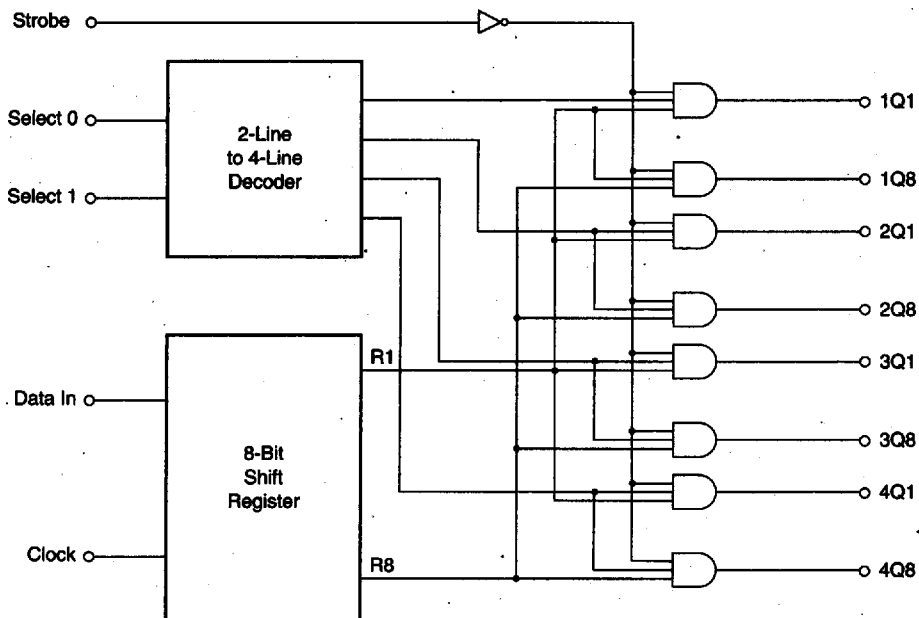 Strobe
Select 0
Select 1
2-Line
to 4-Line
Decoder
1Q1
1Q8
2Q1
2Q8
R1
3Q1
Data In
8-Bit
Shift
Register
3Q8
4Q1
Clock
R8
4Q8